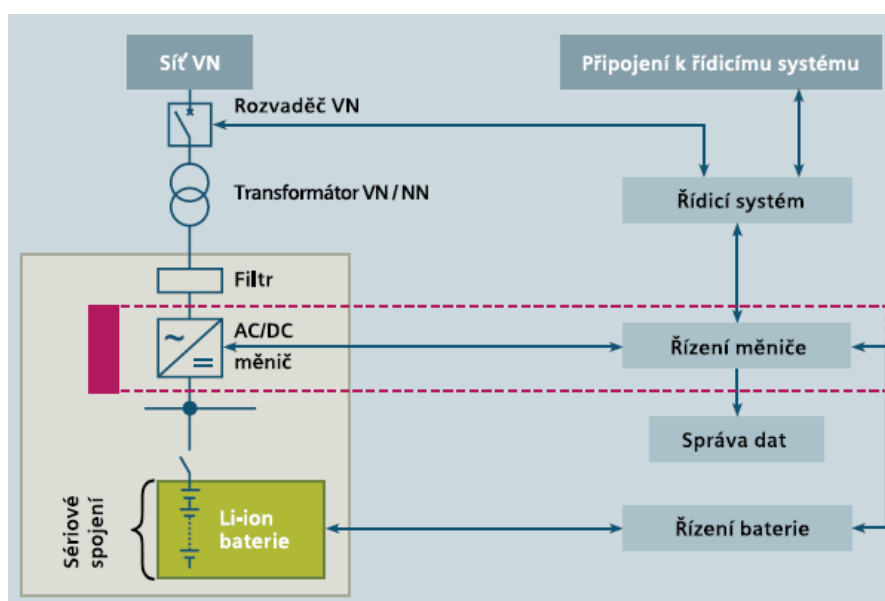 Síť VN
Připojení k řídicímu systému
Rozvaděč VN
Transformátor VN / NN
Řídicí systém
Filtr
AC/DC
měnič
Řízení měniče
Správa dat
Sériové
spojení
Li-ion
baterie
Řízení baterie